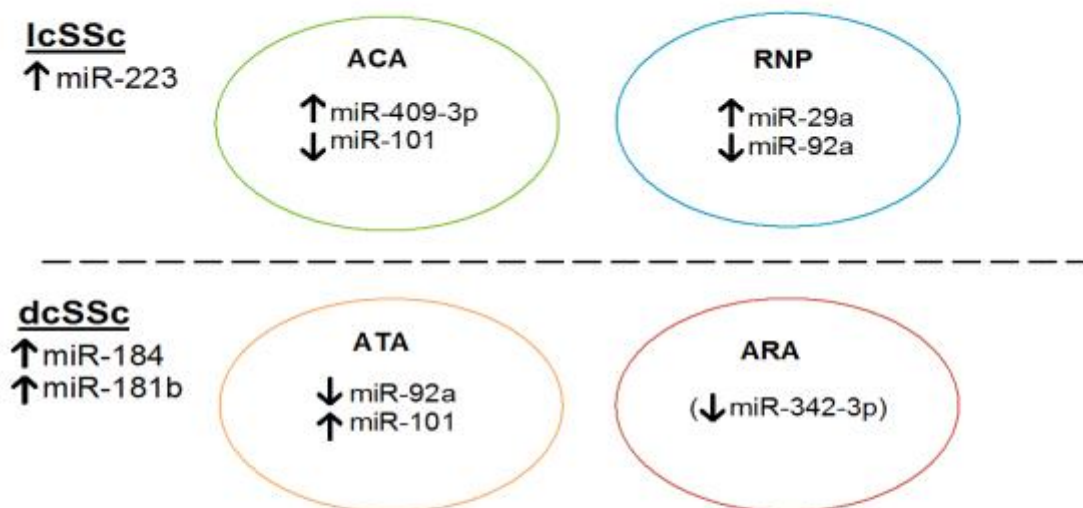 lcSSc
↑ miR-223
ACA
↑ miR-409-3p
↓ miR-101
RNP
↑ miR-29a
↓ miR-92a
dcSSc
↑ miR-184
↑ miR-181b
ATA
↓ miR-92a
↑ miR-101
ARA
(↓ miR-342-3p)